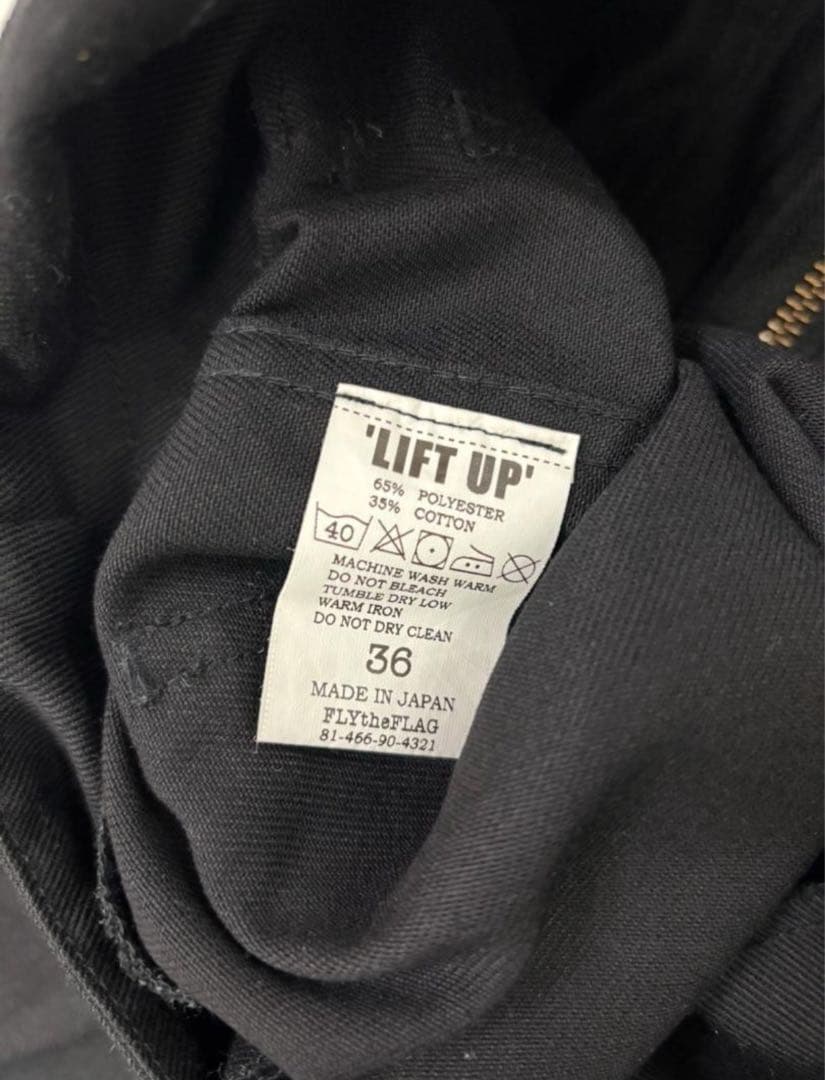 'LIFT UP'
65% POLYESTER
35% COTTON
40
MACHINE WASH WARM
DO NOT BLEACH
TUMBLE DRY LOW
WARM IRON
DO NOT DRY CLEAN
36
MADE IN JAPAN
FLYtheFLAG
81-466-90-4321